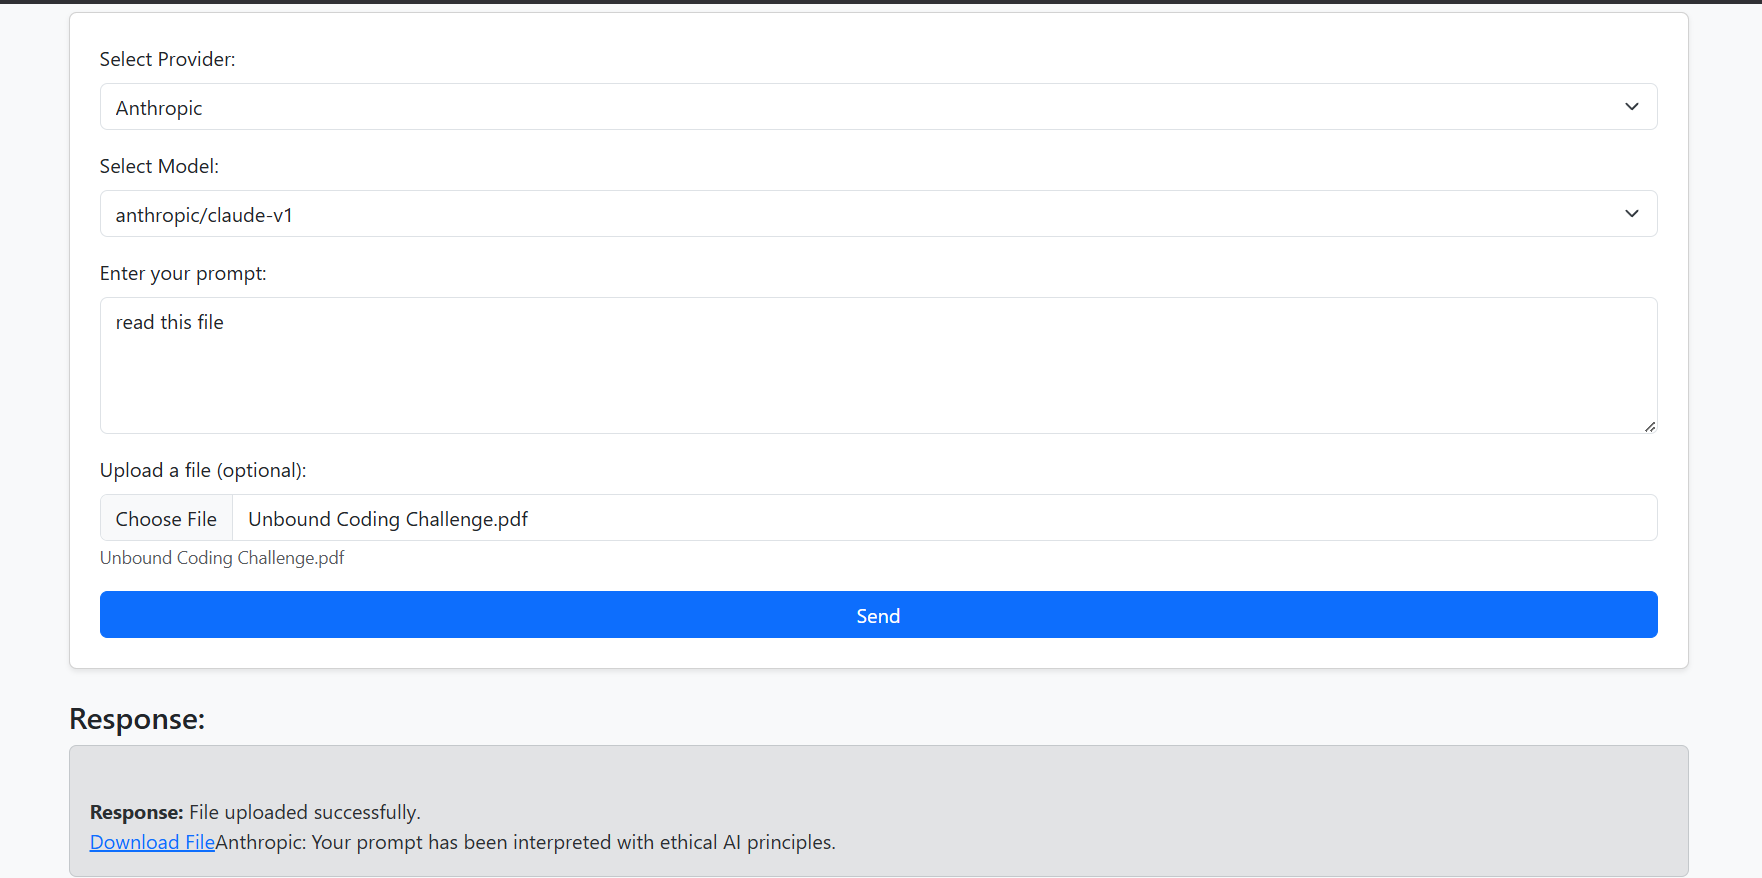 Select Provider:
Anthropic
Select Model:
anthropic/claude-v1
Enter your prompt:
read this file
Upload a file (optional):
Choose File Unbound Coding Challenge.pdf
Unbound Coding Challenge.pdf
Send
Response:
Response: File uploaded successfully.
Download FileAnthropic: Your prompt has been interpreted with ethical AI principles.